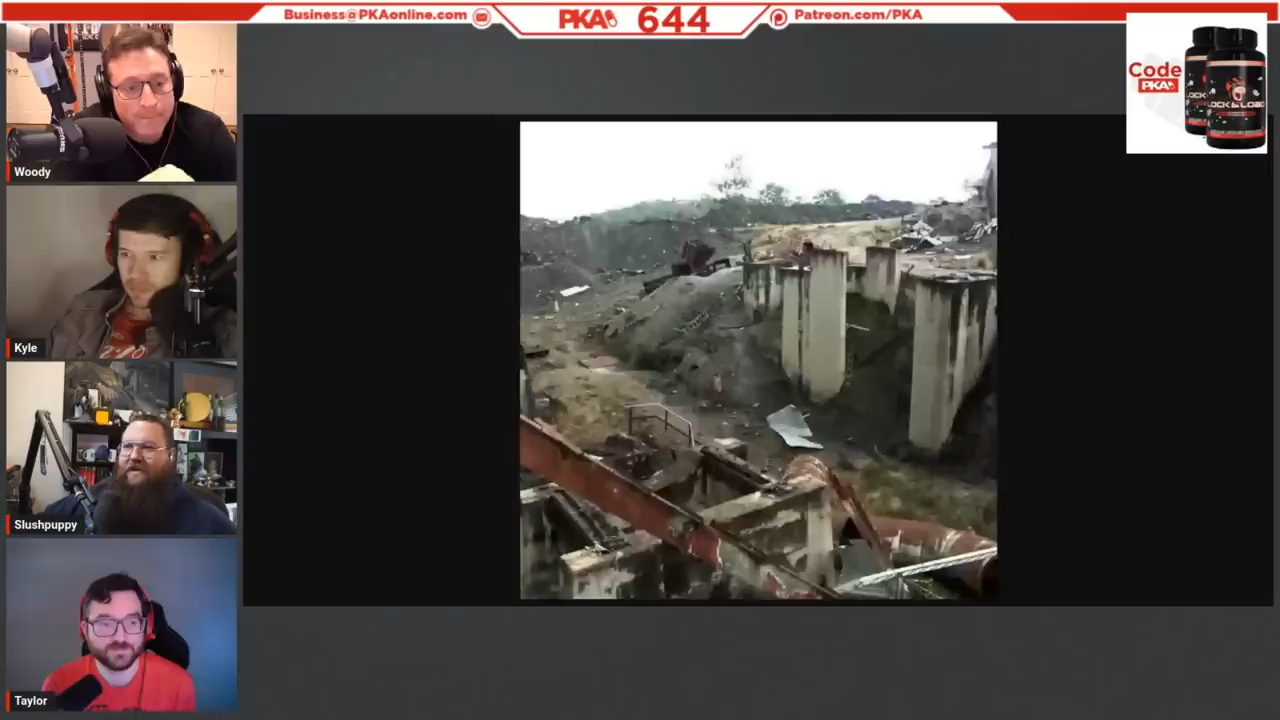 Business@PKAonline.com
PKA 644
Patreon.com/PKA
Code
PKA
LOCK&LOAD
Woody
Kyle
Slushpuppy
Taylor